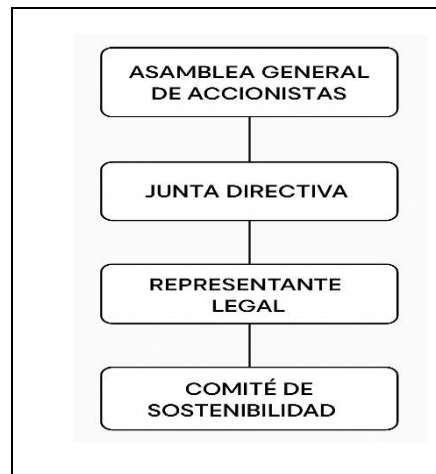 ASAMBLEA GENERAL
DE ACCIONISTAS
JUNTA DIRECTIVA
REPRESENTANTE
LEGAL
COMITÉ DE
SOSTENIBILIDAD